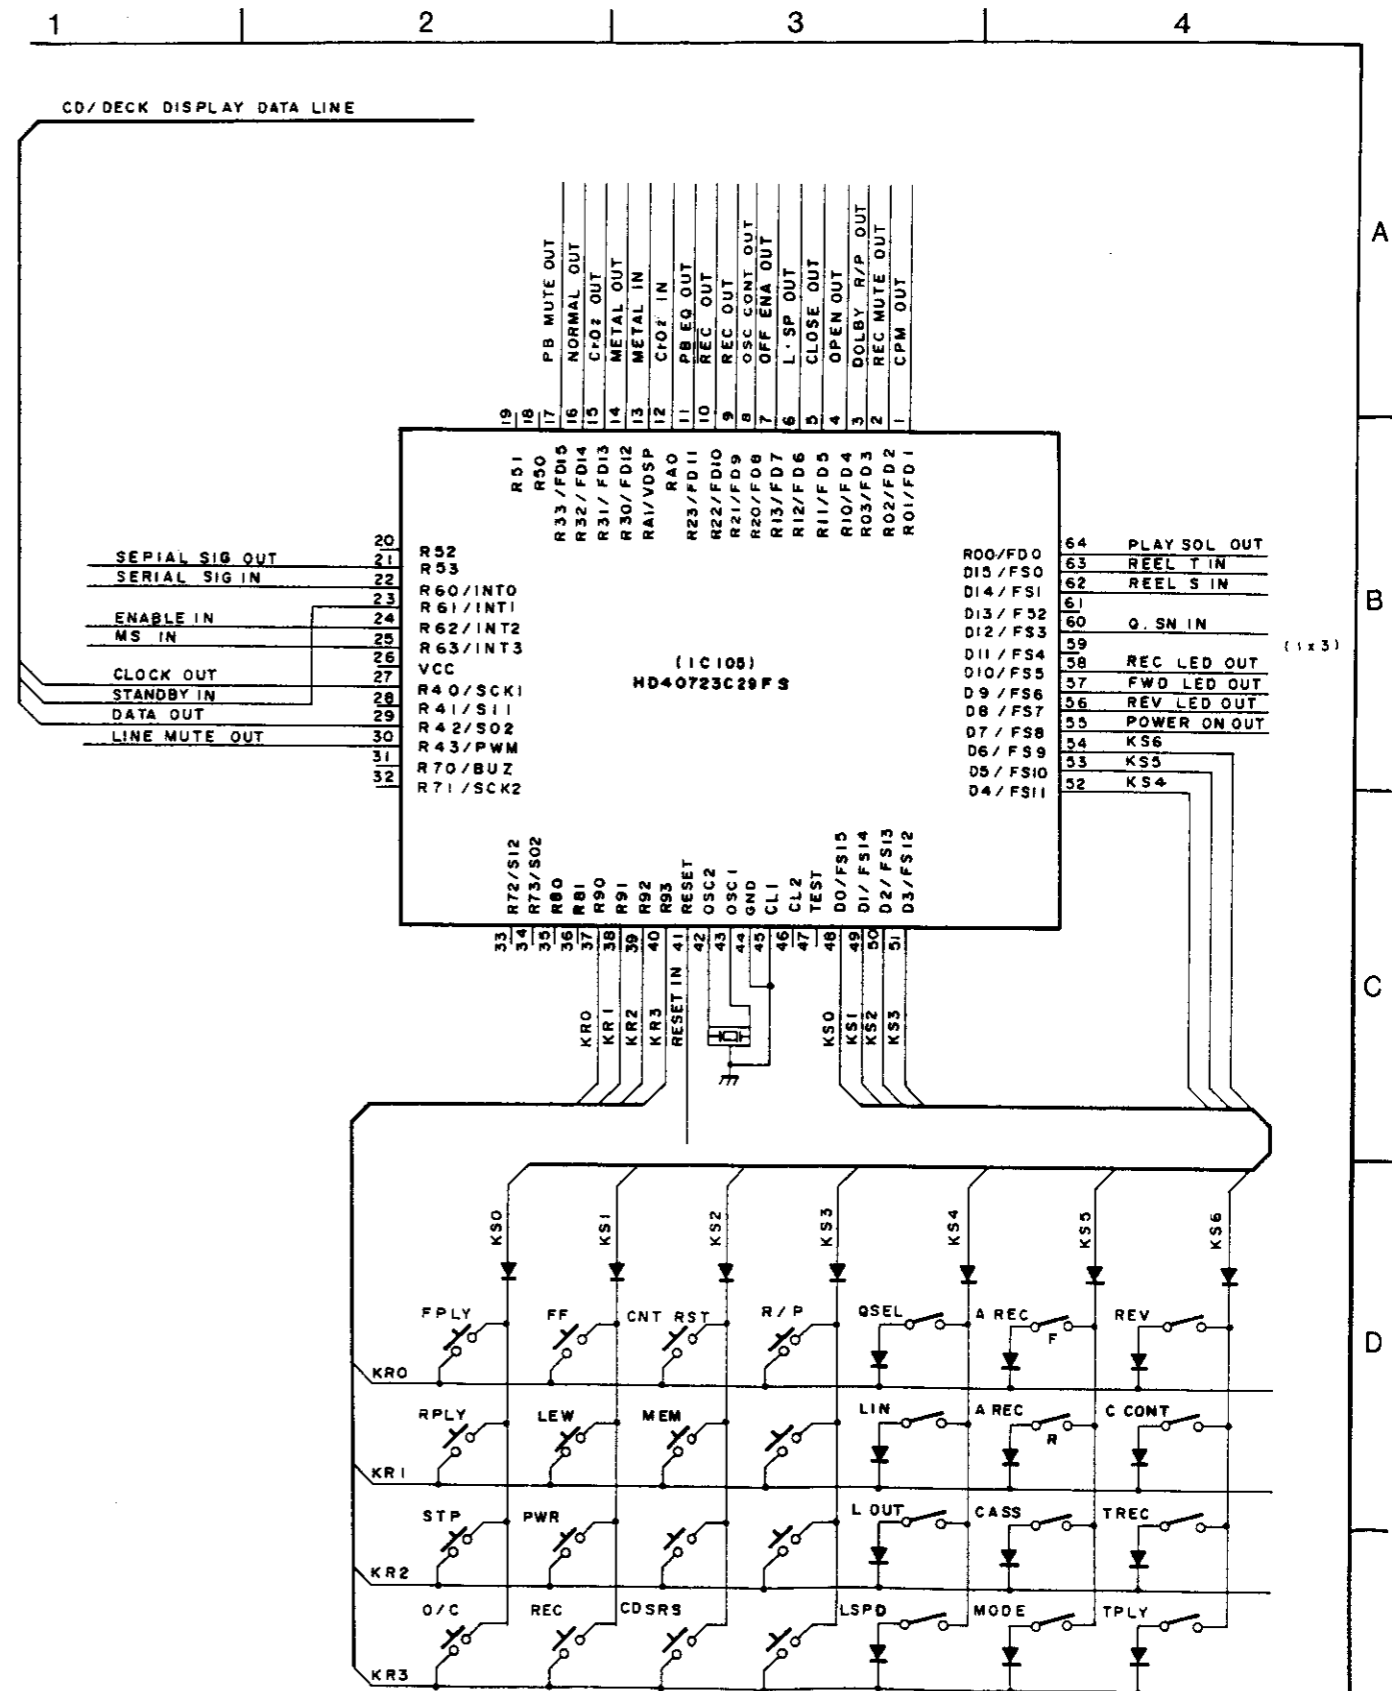 1 2 3 4
CD/DECK DISPLAY DATA LINE
A
PB MUTE OUT
NORMAL OUT
CrO2 OUT
METAL OUT
METAL IN
CrO2 IN
PB EQ OUT
REC OUT
REC OUT
OSC CONT OUT
OFF ENA OUT
L·SP OUT
CLOSE OUT
OPEN OUT
DOLBY R/P OUT
REC MUTE OUT
CPM OUT
19 18 17 16 15 14 13 12 11 10 9 8 7 6 5 4 3 2 1
R51
R50
R33/FD15
R32/FD14
R31/FD13
R30/FD12
RA1/VDSP
RA0
R23/FD11
R22/FD10
R21/FD9
R20/FD8
R13/FD7
R12/FD6
R11/FD5
R10/FD4
R03/FD3
R02/FD2
R01/FD1
B
20 R52
SEPIAL SIG OUT 21 R53
SERIAL SIG IN 22 R60/INT0
23 R61/INT1
ENABLE IN 24 R62/INT2
MS IN 25 R63/INT3
26 VCC
CLOCK OUT 27 R40/SCK1
STANDBY IN 28 R41/SI1
DATA OUT 29 R42/SO2
LINE MUTE OUT 30 R43/PWM
31 R70/BUZ
32 R71/SCK2
(IC105)
HD40723C29FS
R00/FD0 64 PLAY SOL OUT
D15/FS0 63 REEL T IN
D14/FS1 62 REEL S IN
D13/FS2 61
D12/FS3 60 Q.SN IN
D11/FS4 59
(1x3)
D10/FS5 58 REC LED OUT
D9/FS6 57 FWD LED OUT
D8/FS7 56 REV LED OUT
D7/FS8 55 POWER ON OUT
D6/FS9 54 KS6
D5/FS10 53 KS5
D4/FS11 52 KS4
C
R72/S12
R73/SO2
R80
R81
R90
R91
R92
R93
RESET
OSC2
OSC1
GND
CL1
CL2
TEST
D0/FS15
D1/FS14
D2/FS13
D3/FS12
33 34 35 36 37 38 39 40 41 42 43 44 45 46 47 48 49 50 51
KR0
KR1
KR2
KR3
RESET IN
KS0
KS1
KS2
KS3
D
KS0 KS1 KS2 KS3 KS4 KS5 KS6
FPLY FF CNT RST R/P QSEL A REC F REV
KR0
RPLY LEW MEM LIN A REC R C CONT
KR1
STP PWR L OUT CASS TREC
KR2
O/C REC CDSRS LSPD MODE TPLY
KR3